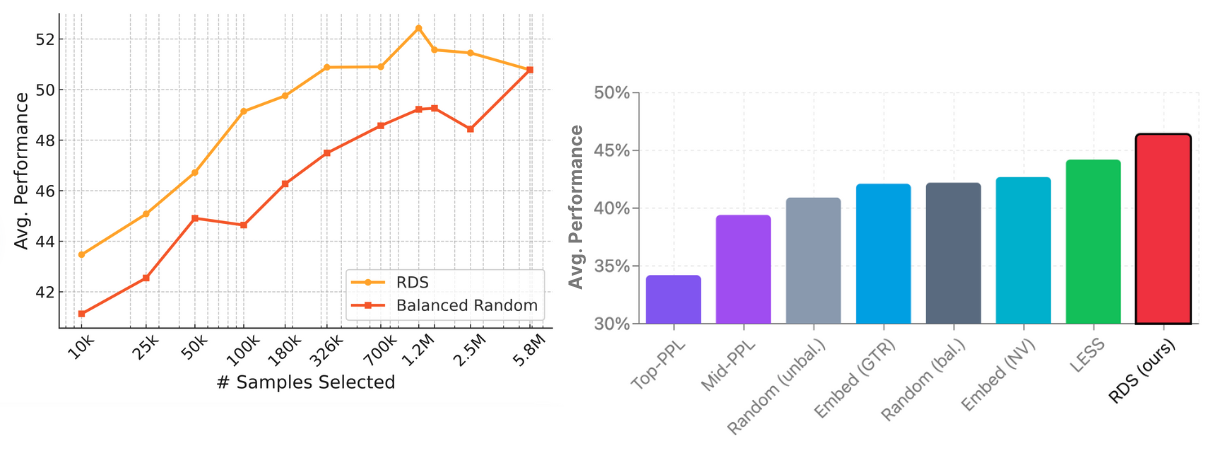 52
50
48
46
44
42
Avg. Performance
RDS
Balanced Random
10k 25k 50k 100k 180k 326k 700k 1.2M 2.5M 5.8M
# Samples Selected
50%
45%
40%
35%
30%
Avg. Performance
Top-PPL
Mid-PPL
Random (unbal.)
Embed (GTR)
Random (bal.)
Embed (NV)
LESS
RDS (ours)